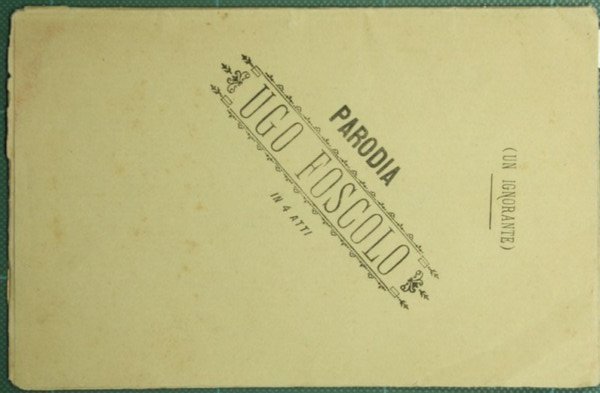 (UN IGNORANTE)
PARODIA
UGO FOSCOLO
IN 4 ATTI